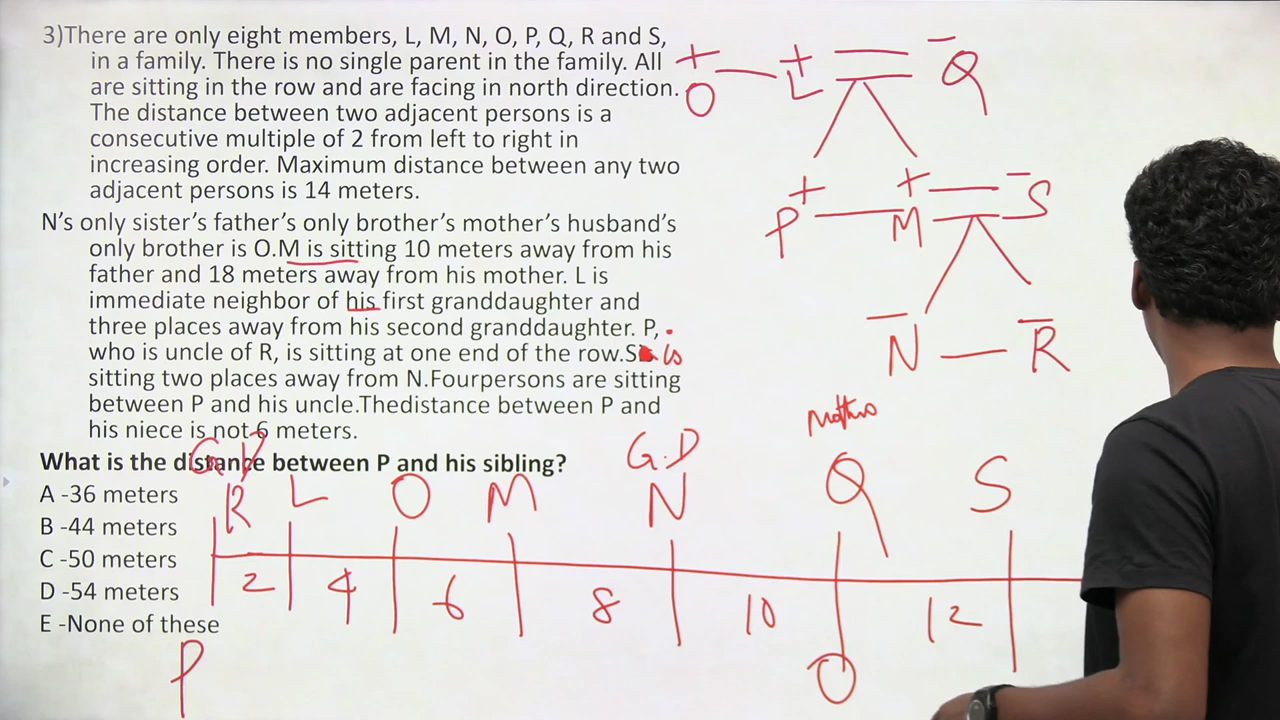 3)There are only eight members, L, M, N, O, P, Q, R and S,
in a family. There is no single parent in the family. All
are sitting in the row and are facing in north direction.
The distance between two adjacent persons is a
consecutive multiple of 2 from left to right in
increasing order. Maximum distance between any two
adjacent persons is 14 meters.
N's only sister's father's only brother's mother's husband's
only brother is O.M is sitting 10 meters away from his
father and 18 meters away from his mother. L is
immediate neighbor of his first granddaughter and
three places away from his second granddaughter. P,
who is uncle of R, is sitting at one end of the row.S is
sitting two places away from N.Fourpersons are sitting
between P and his uncle.Thedistance between P and
his niece is not 6 meters.
What is the distance between P and his sibling?
A -36 meters
B -44 meters
C -50 meters
D -54 meters
E -None of these
+ + -
O L Q
+ + -
P M S
- -
N R
Mother
G.D G.D
R L O M N Q S
2 4 6 8 10 12
P O